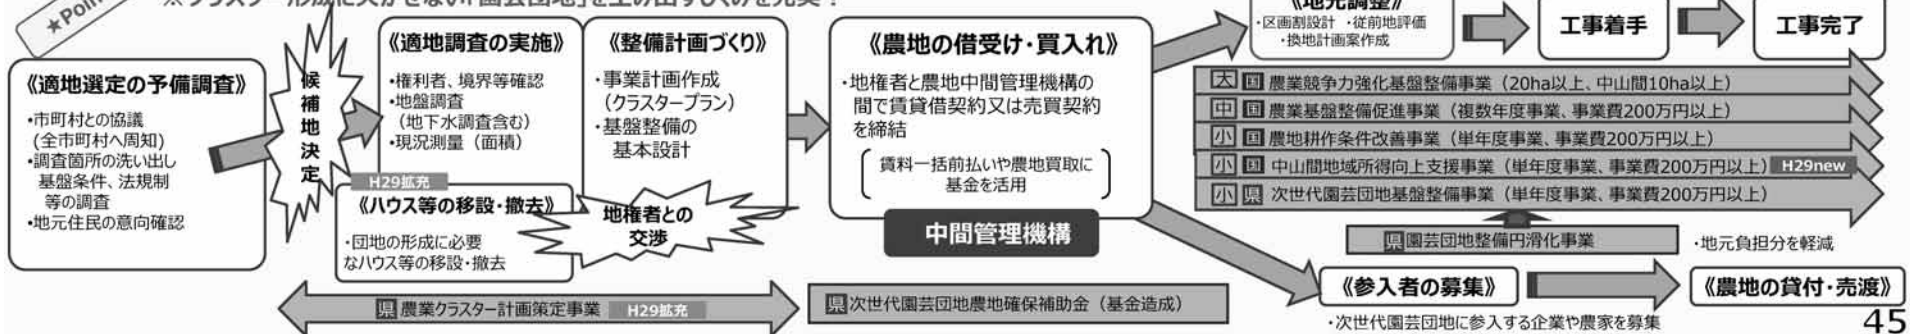 ★Poin
※クラスター形成に欠かせない「園芸団地」を生み出すしくみを充実！
《適地選定の予備調査》
・市町村との協議
(全市町村へ周知)
・調査箇所の洗い出し
基盤条件、法規制
等の調査
・地元住民の意向確認
候補地決定
《適地調査の実施》
・権利者、境界等確認
・地盤調査
（地下水調査含む）
・現況測量（面積）
H29拡充
《ハウス等の移設・撤去》
・団地の形成に必要
なハウス等の移設・撤去
《整備計画づくり》
・事業計画作成
（クラスタープラン）
・基盤整備の
基本設計
地権者との
交渉
県 農業クラスター計画策定事業 H29拡充
《農地の借受け・買入れ》
・地権者と農地中間管理機構の
間で賃貸借契約又は売買契約
を締結
賃料一括前払いや農地買取に
基金を活用
中間管理機構
県 次世代園芸団地農地確保補助金（基金造成）
《地元調整》
・区画割設計 ・従前地評価
・換地計画案作成
工事着手
工事完了
大 国 農業競争力強化基盤整備事業（20ha以上、中山間10ha以上）
中 国 農業基盤整備促進事業（複数年度事業、事業費200万円以上）
小 国 農地耕作条件改善事業（単年度事業、事業費200万円以上）
小 国 中山間地域所得向上支援事業（単年度事業、事業費200万円以上） H29new
小 県 次世代園芸団地基盤整備事業（単年度事業、事業費200万円以上）
県 園芸団地整備円滑化事業
・地元負担分を軽減
《参入者の募集》
《農地の貸付・売渡》
・次世代園芸団地に参入する企業や農家を募集
45